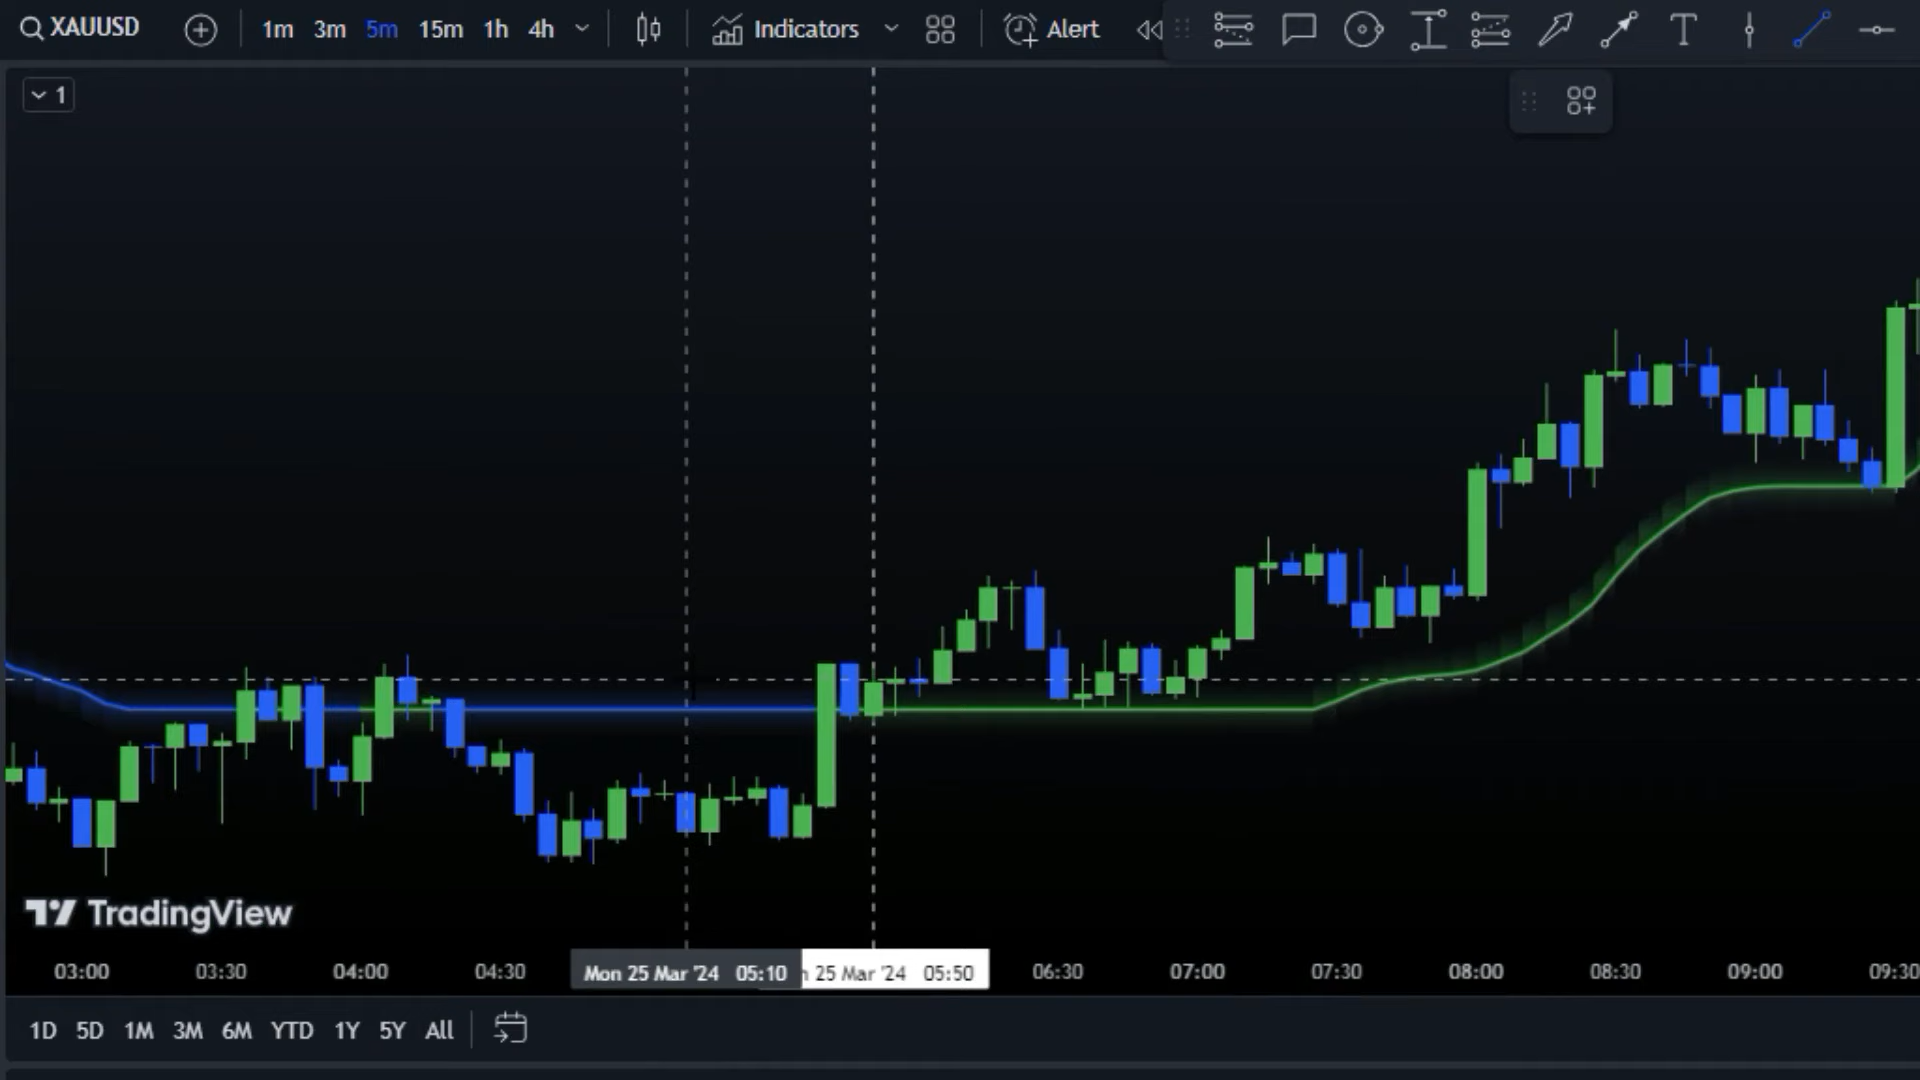 XAUUSD 1m 3m 5m 15m 1h 4h Indicators Alert
1
TradingView
03:00 03:30 04:00 04:30 Mon 25 Mar '24 05:10 25 Mar '24 05:50 06:30 07:00 07:30 08:00 08:30 09:00 09:30
1D 5D 1M 3M 6M YTD 1Y 5Y All